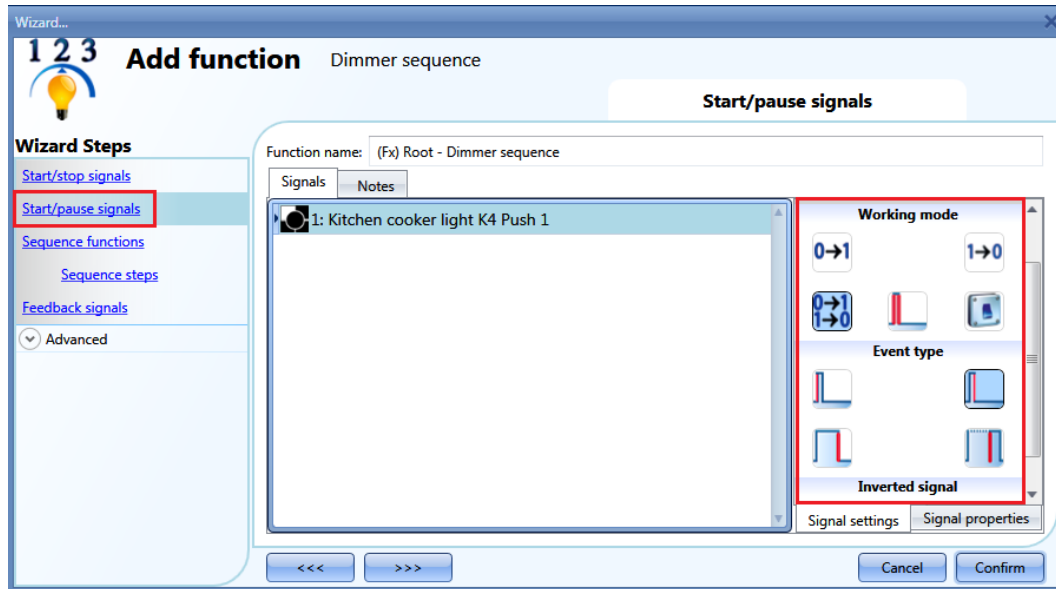 Wizard...
1 2 3
Add function Dimmer sequence
Start/pause signals
Wizard Steps
Start/stop signals
Start/pause signals
Sequence functions
Sequence steps
Feedback signals
Advanced
Function name: (Fx) Root - Dimmer sequence
Signals Notes
1: Kitchen cooker light K4 Push 1
Working mode
0→1 1→0
0→1
1→0
Event type
Inverted signal
Signal settings Signal properties
<<< >>> Cancel Confirm